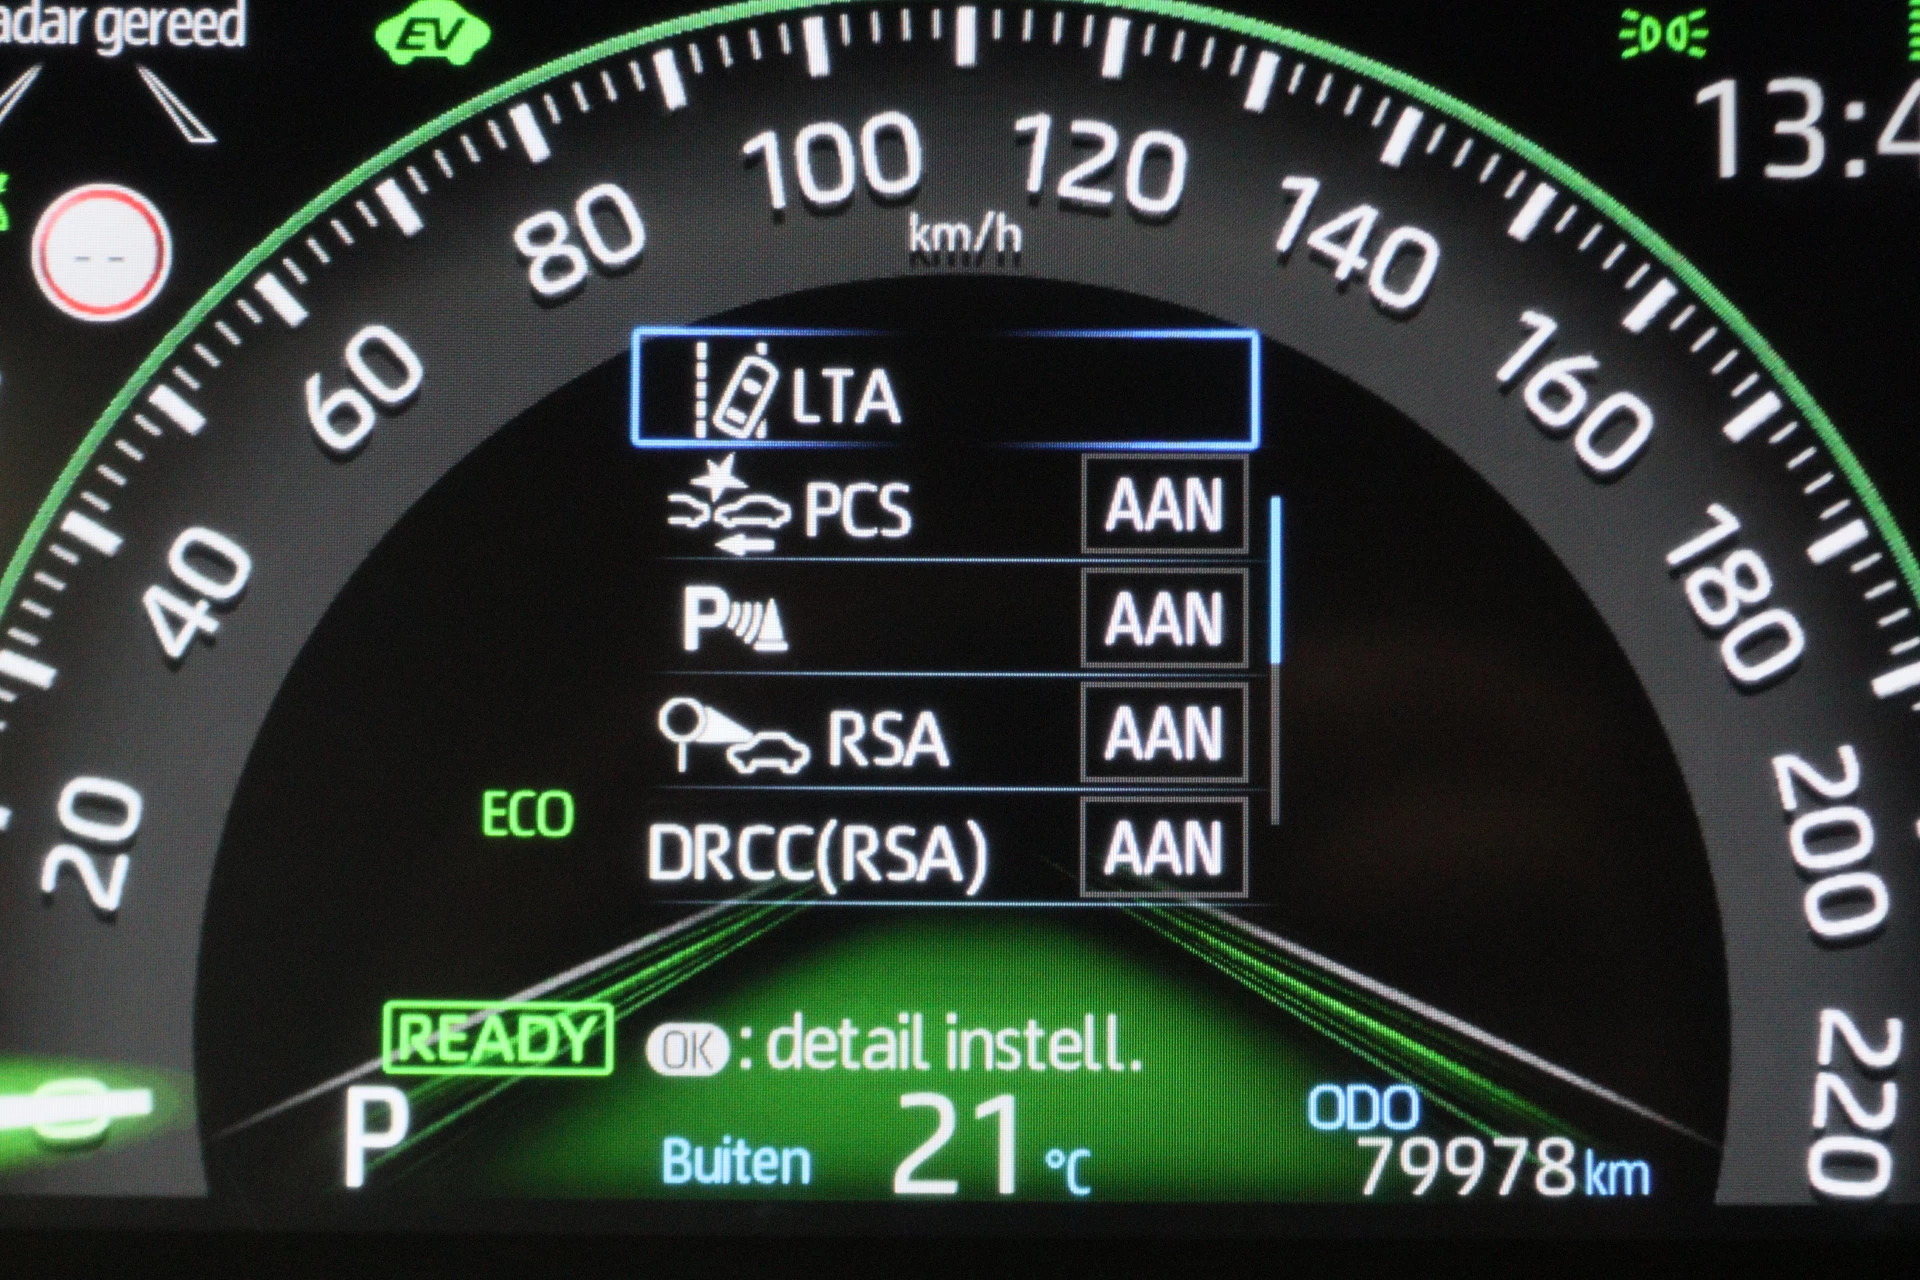 adar gereed
EV
13:4
100 120
80 140
km/h
60 160
40 180
20 200
0 220
LTA
PCS AAN
P AAN
RSA AAN
DRCC(RSA) AAN
ECO
READY
OK : detail instell.
P
Buiten 21 °C
ODO
79978 km